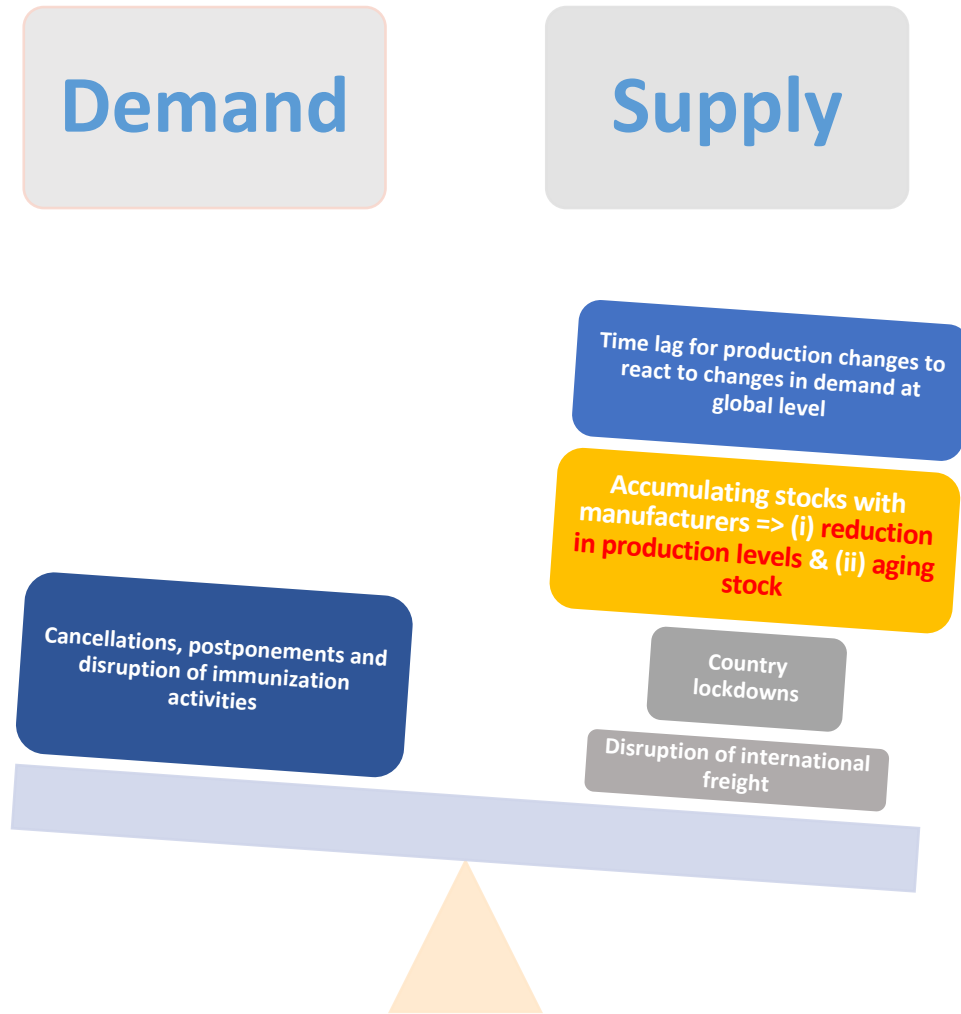 Demand
Supply
Time lag for production changes to
react to changes in demand at
global level
Accumulating stocks with
manufacturers => (i) reduction
in production levels & (ii) aging
stock
Cancellations, postponements and
disruption of immunization
activities
Country
lockdowns
Disruption of international
freight